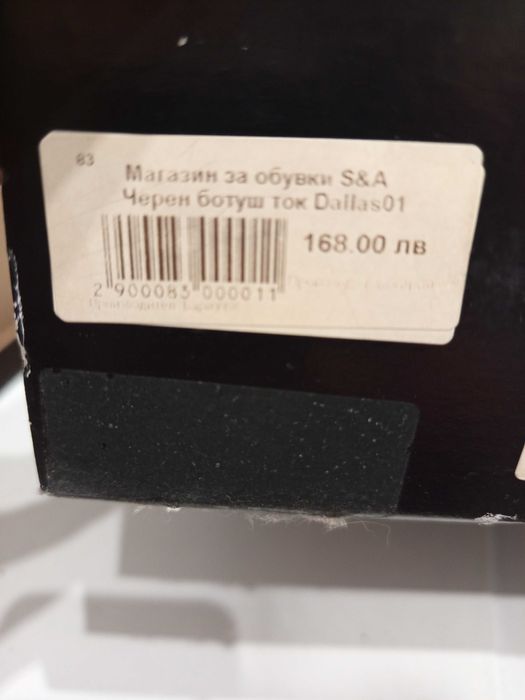 83
Магазин за обувки S&A
Черен ботуш ток Dallas01
168.00 лв
2 900085 000011